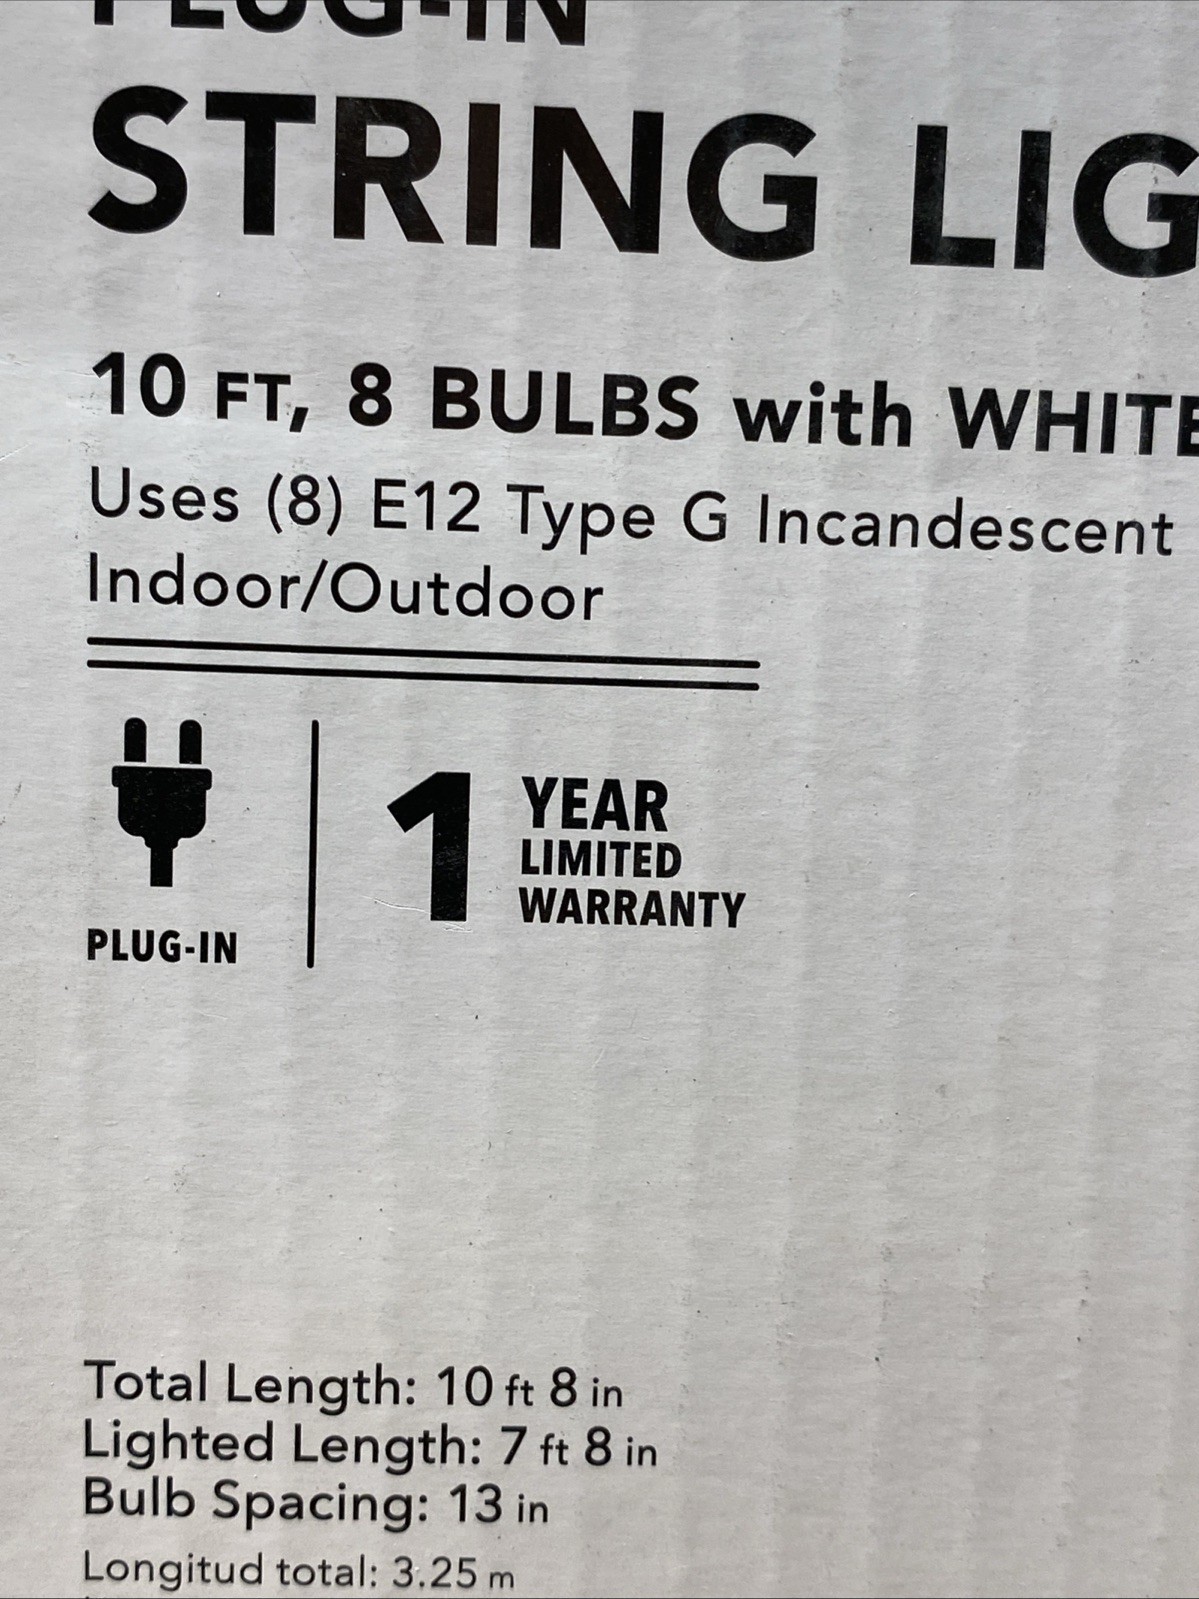 PLUG-IN
STRING LIG
10 FT, 8 BULBS with WHITE
Uses (8) E12 Type G Incandescent
Indoor/Outdoor
PLUG-IN
1 YEAR
LIMITED
WARRANTY
Total Length: 10 ft 8 in
Lighted Length: 7 ft 8 in
Bulb Spacing: 13 in
Longitud total: 3.25 m